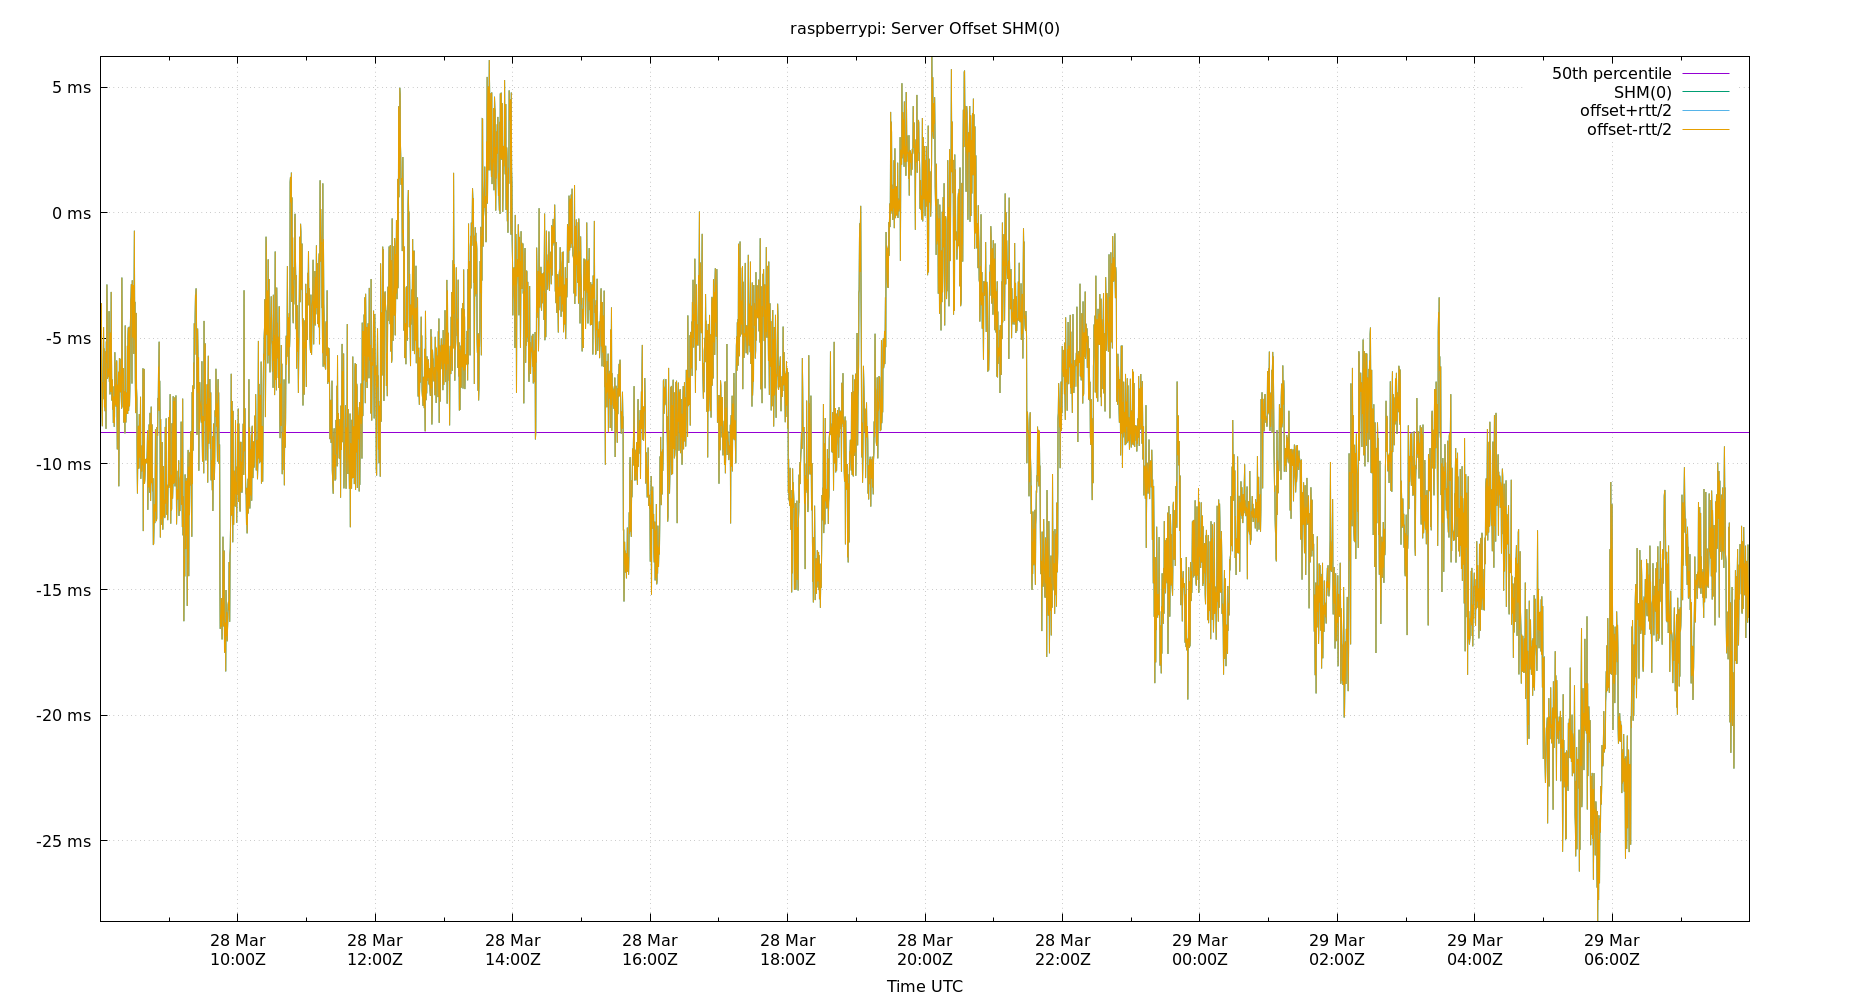 raspberrypi: Server Offset SHM(0)
50th percentile
SHM(0)
offset+rtt/2
offset-rtt/2
5 ms
0 ms
-5 ms
-10 ms
-15 ms
-20 ms
-25 ms
28 Mar 28 Mar 28 Mar 28 Mar 28 Mar 28 Mar 28 Mar 29 Mar 29 Mar 29 Mar 29 Mar
10:00Z 12:00Z 14:00Z 16:00Z 18:00Z 20:00Z 22:00Z 00:00Z 02:00Z 04:00Z 06:00Z
Time UTC